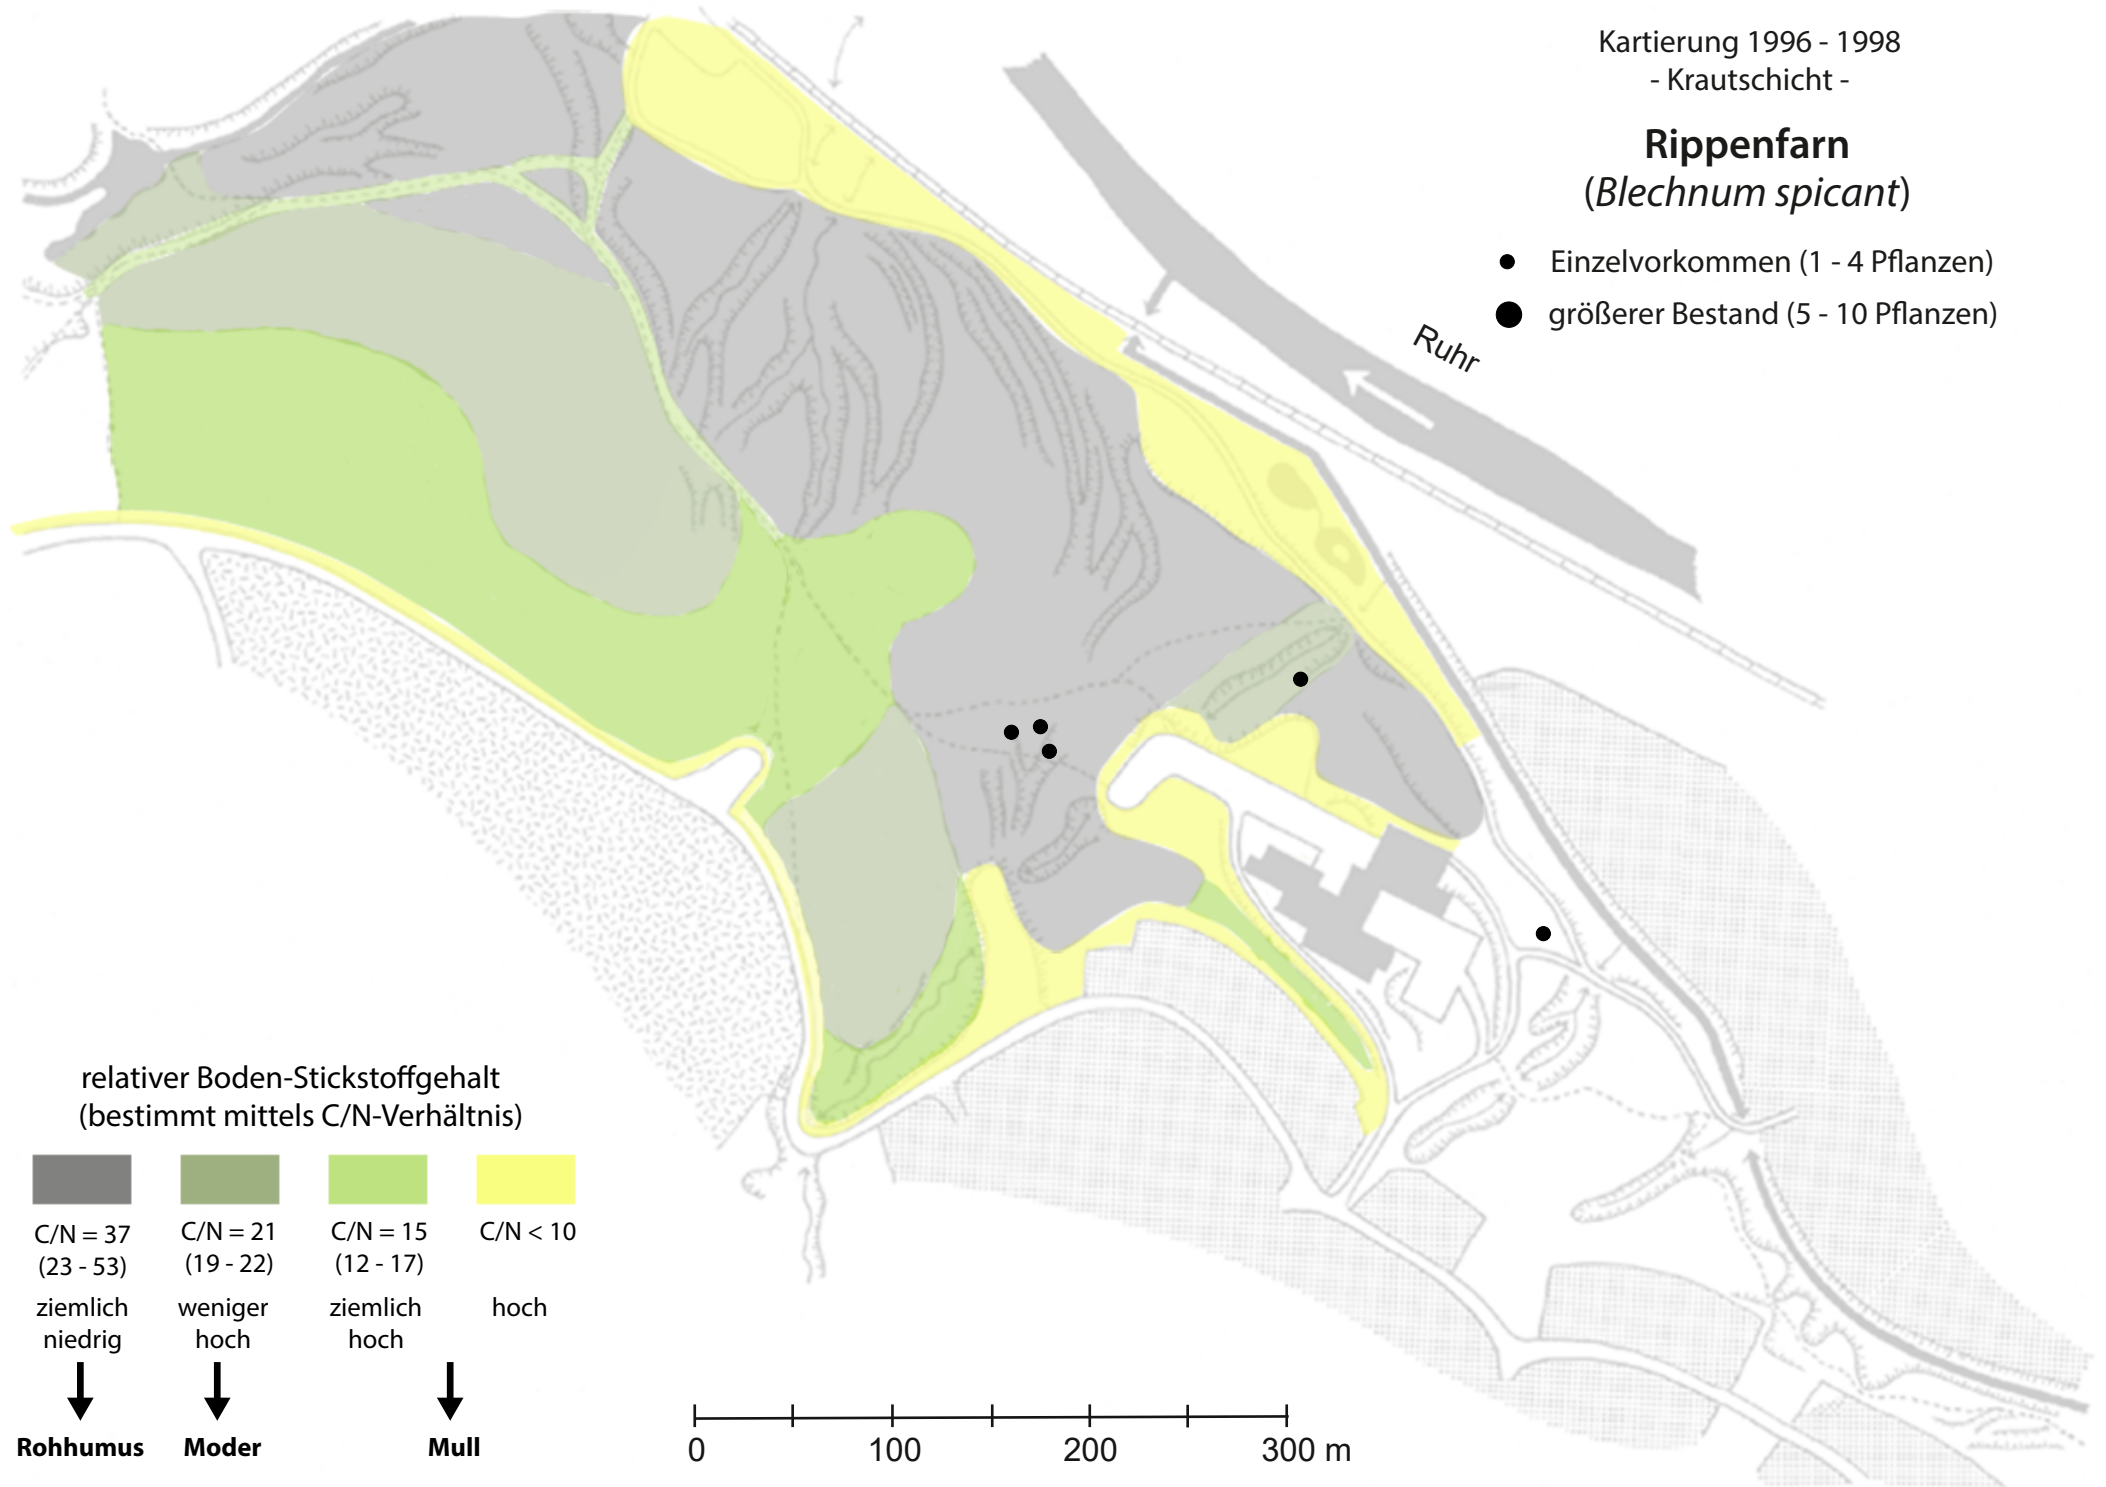 Kartierung 1996 - 1998
- Krautschicht -
Rippenfarn
(Blechnum spicant)
Einzelvorkommen (1 - 4 Pflanzen)
größerer Bestand (5 - 10 Pflanzen)
Ruhr
relativer Boden-Stickstoffgehalt
(bestimmt mittels C/N-Verhältnis)
C/N = 37 C/N = 21 C/N = 15 C/N < 10
(23 - 53) (19 - 22) (12 - 17)
ziemlich weniger ziemlich hoch
niedrig hoch hoch
Rohhumus Moder Mull
0 100 200 300 m